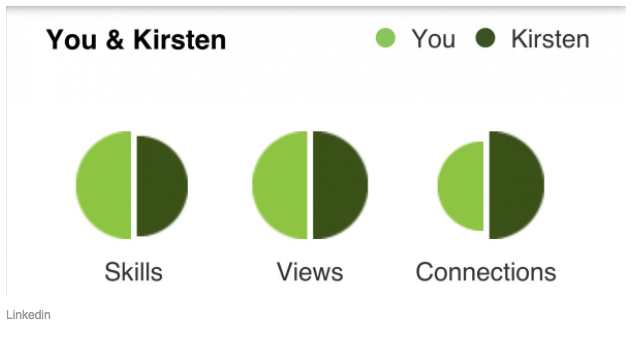 You & Kirsten
You Kirsten
Skills Views Connections
Linkedin